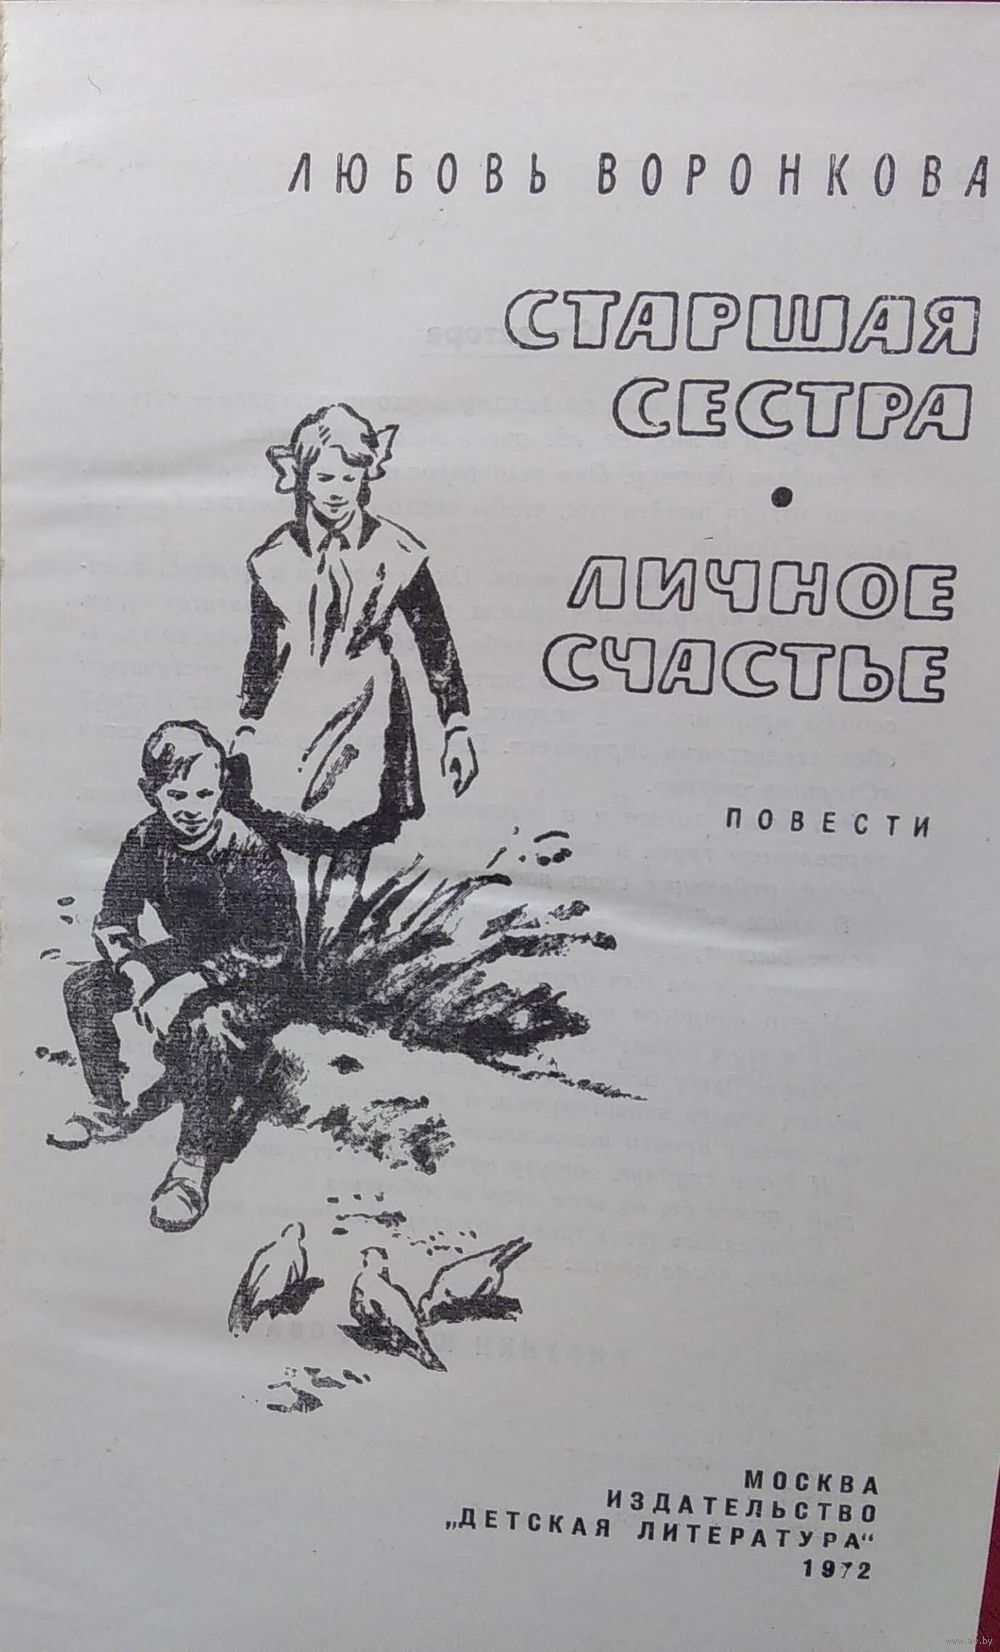 ЛЮБОВЬ ВОРОНКОВА
СТАРШАЯ
СЕСТРА
•
ЛИЧНОЕ
СЧАСТЬЕ
ПОВЕСТИ
МОСКВА
ИЗДАТЕЛЬСТВО
„ДЕТСКАЯ ЛИТЕРАТУРА“
1972